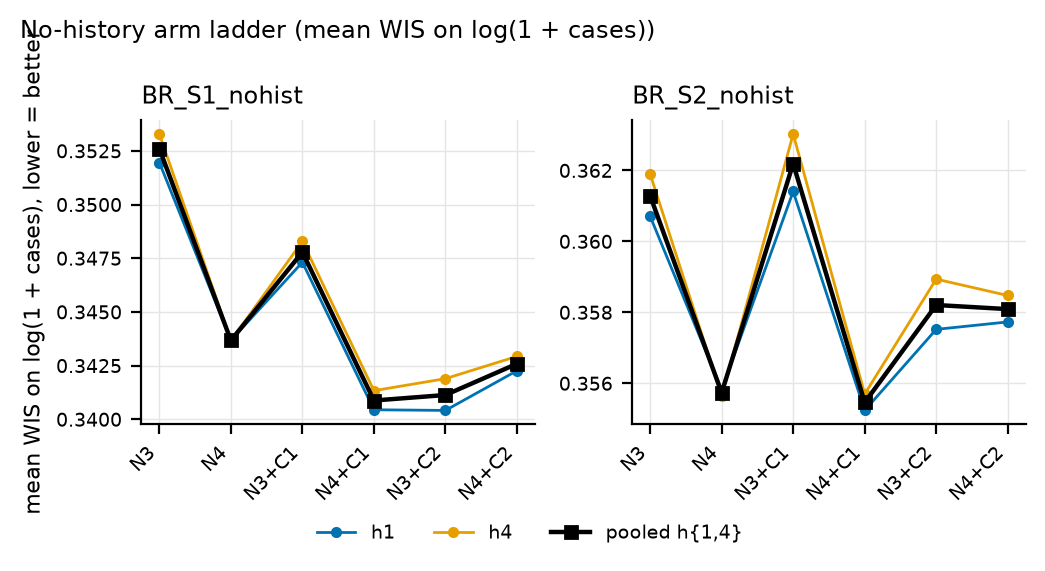 No-history arm ladder (mean WIS on log(1 + cases))
mean WIS on log(1 + cases), lower = better
BR_S1_nohist
0.3525
0.3500
0.3475
0.3450
0.3425
0.3400
N3
N4
N3+C1
N4+C1
N3+C2
N4+C2
BR_S2_nohist
0.362
0.360
0.358
0.356
N3
N4
N3+C1
N4+C1
N3+C2
N4+C2
h1
h4
pooled h{1,4}